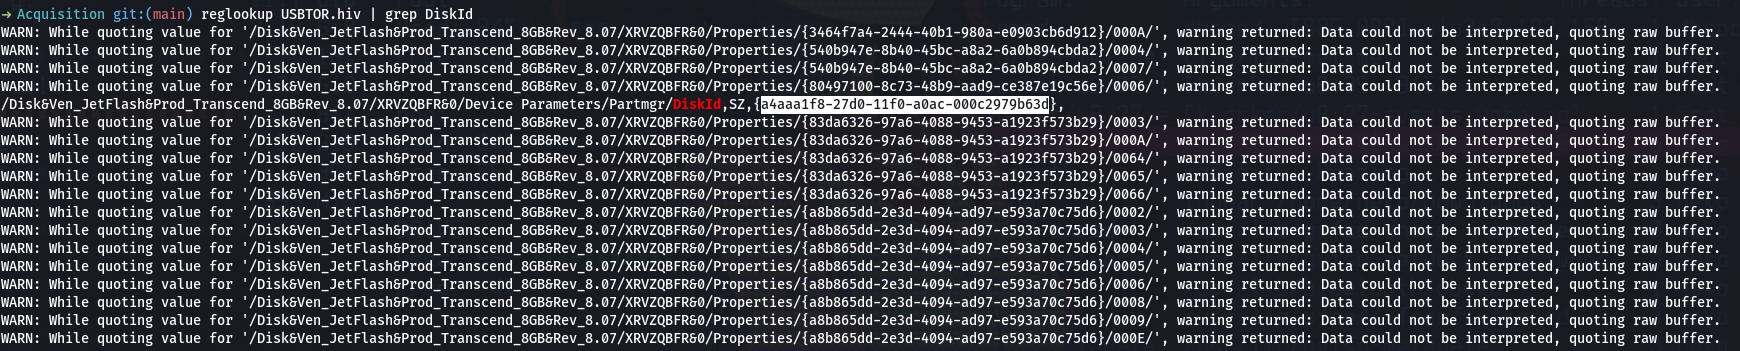 → Acquisition git:(main) reglookup USBTOR.hiv | grep DiskId
WARN: While quoting value for '/Disk&Ven_JetFlash&Prod_Transcend_8GB&Rev_8.07/XRVZQBFR&0/Properties/{3464f7a4-2444-40b1-980a-e0903cb6d912}/000A/', warning returned: Data could not be interpreted, quoting raw buffer.
WARN: While quoting value for '/Disk&Ven_JetFlash&Prod_Transcend_8GB&Rev_8.07/XRVZQBFR&0/Properties/{540b947e-8b40-45bc-a8a2-6a0b894cbda2}/0004/', warning returned: Data could not be interpreted, quoting raw buffer.
WARN: While quoting value for '/Disk&Ven_JetFlash&Prod_Transcend_8GB&Rev_8.07/XRVZQBFR&0/Properties/{540b947e-8b40-45bc-a8a2-6a0b894cbda2}/0007/', warning returned: Data could not be interpreted, quoting raw buffer.
WARN: While quoting value for '/Disk&Ven_JetFlash&Prod_Transcend_8GB&Rev_8.07/XRVZQBFR&0/Properties/{80497100-8c73-48b9-aad9-ce387e19c56e}/0006/', warning returned: Data could not be interpreted, quoting raw buffer.
/Disk&Ven_JetFlash&Prod_Transcend_8GB&Rev_8.07/XRVZQBFR&0/Device Parameters/Partmgr/DiskId,SZ,{a4aaa1f8-27d0-11f0-a0ac-000c2979b63d},
WARN: While quoting value for '/Disk&Ven_JetFlash&Prod_Transcend_8GB&Rev_8.07/XRVZQBFR&0/Properties/{83da6326-97a6-4088-9453-a1923f573b29}/0003/', warning returned: Data could not be interpreted, quoting raw buffer.
WARN: While quoting value for '/Disk&Ven_JetFlash&Prod_Transcend_8GB&Rev_8.07/XRVZQBFR&0/Properties/{83da6326-97a6-4088-9453-a1923f573b29}/000A/', warning returned: Data could not be interpreted, quoting raw buffer.
WARN: While quoting value for '/Disk&Ven_JetFlash&Prod_Transcend_8GB&Rev_8.07/XRVZQBFR&0/Properties/{83da6326-97a6-4088-9453-a1923f573b29}/0064/', warning returned: Data could not be interpreted, quoting raw buffer.
WARN: While quoting value for '/Disk&Ven_JetFlash&Prod_Transcend_8GB&Rev_8.07/XRVZQBFR&0/Properties/{83da6326-97a6-4088-9453-a1923f573b29}/0065/', warning returned: Data could not be interpreted, quoting raw buffer.
WARN: While quoting value for '/Disk&Ven_JetFlash&Prod_Transcend_8GB&Rev_8.07/XRVZQBFR&0/Properties/{83da6326-97a6-4088-9453-a1923f573b29}/0066/', warning returned: Data could not be interpreted, quoting raw buffer.
WARN: While quoting value for '/Disk&Ven_JetFlash&Prod_Transcend_8GB&Rev_8.07/XRVZQBFR&0/Properties/{a8b865dd-2e3d-4094-ad97-e593a70c75d6}/0002/', warning returned: Data could not be interpreted, quoting raw buffer.
WARN: While quoting value for '/Disk&Ven_JetFlash&Prod_Transcend_8GB&Rev_8.07/XRVZQBFR&0/Properties/{a8b865dd-2e3d-4094-ad97-e593a70c75d6}/0003/', warning returned: Data could not be interpreted, quoting raw buffer.
WARN: While quoting value for '/Disk&Ven_JetFlash&Prod_Transcend_8GB&Rev_8.07/XRVZQBFR&0/Properties/{a8b865dd-2e3d-4094-ad97-e593a70c75d6}/0004/', warning returned: Data could not be interpreted, quoting raw buffer.
WARN: While quoting value for '/Disk&Ven_JetFlash&Prod_Transcend_8GB&Rev_8.07/XRVZQBFR&0/Properties/{a8b865dd-2e3d-4094-ad97-e593a70c75d6}/0005/', warning returned: Data could not be interpreted, quoting raw buffer.
WARN: While quoting value for '/Disk&Ven_JetFlash&Prod_Transcend_8GB&Rev_8.07/XRVZQBFR&0/Properties/{a8b865dd-2e3d-4094-ad97-e593a70c75d6}/0006/', warning returned: Data could not be interpreted, quoting raw buffer.
WARN: While quoting value for '/Disk&Ven_JetFlash&Prod_Transcend_8GB&Rev_8.07/XRVZQBFR&0/Properties/{a8b865dd-2e3d-4094-ad97-e593a70c75d6}/0008/', warning returned: Data could not be interpreted, quoting raw buffer.
WARN: While quoting value for '/Disk&Ven_JetFlash&Prod_Transcend_8GB&Rev_8.07/XRVZQBFR&0/Properties/{a8b865dd-2e3d-4094-ad97-e593a70c75d6}/0009/', warning returned: Data could not be interpreted, quoting raw buffer.
WARN: While quoting value for '/Disk&Ven_JetFlash&Prod_Transcend_8GB&Rev_8.07/XRVZQBFR&0/Properties/{a8b865dd-2e3d-4094-ad97-e593a70c75d6}/000E/', warning returned: Data could not be interpreted, quoting raw buffer.